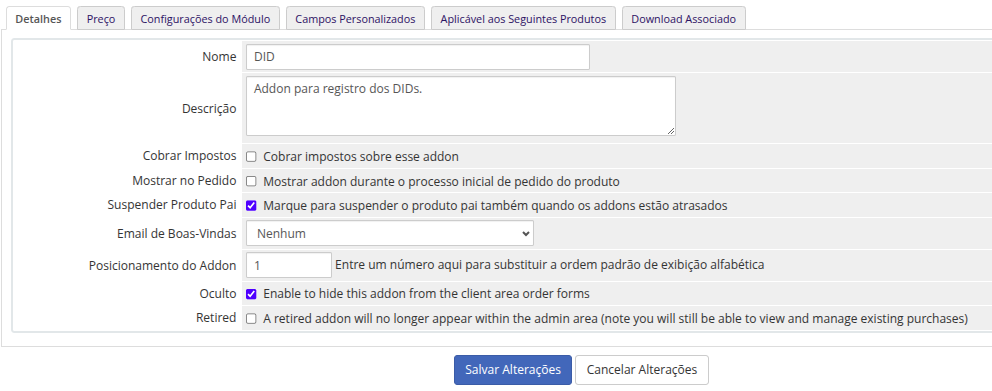 Detalhes Preço Configurações do Módulo Campos Personalizados Aplicável aos Seguintes Produtos Download Associado
Nome DID
Descrição Addon para registro dos DIDs.
Cobrar Impostos Cobrar impostos sobre esse addon
Mostrar no Pedido Mostrar addon durante o processo inicial de pedido do produto
Suspender Produto Pai Marque para suspender o produto pai também quando os addons estão atrasados
Email de Boas-Vindas Nenhum
Posicionamento do Addon 1 Entre um número aqui para substituir a ordem padrão de exibição alfabética
Oculto Enable to hide this addon from the client area order forms
Retired A retired addon will no longer appear within the admin area (note you will still be able to view and manage existing purchases)
Salvar Alterações Cancelar Alterações